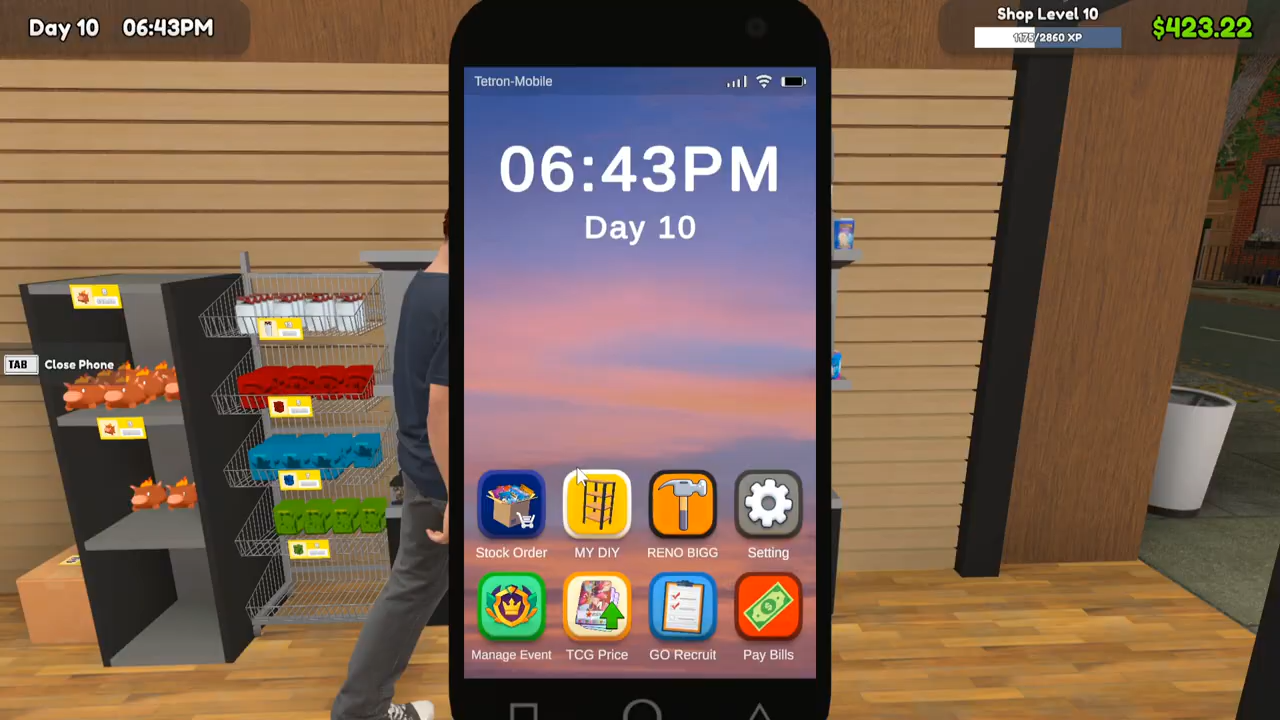 Day 10 06:43PM
Shop Level 10
1175/2860 XP
$423.22
Tetron-Mobile
06:43PM
Day 10
TAB Close Phone
Stock Order MY DIY RENO BIGG Setting
Manage Event TCG Price GO Recruit Pay Bills